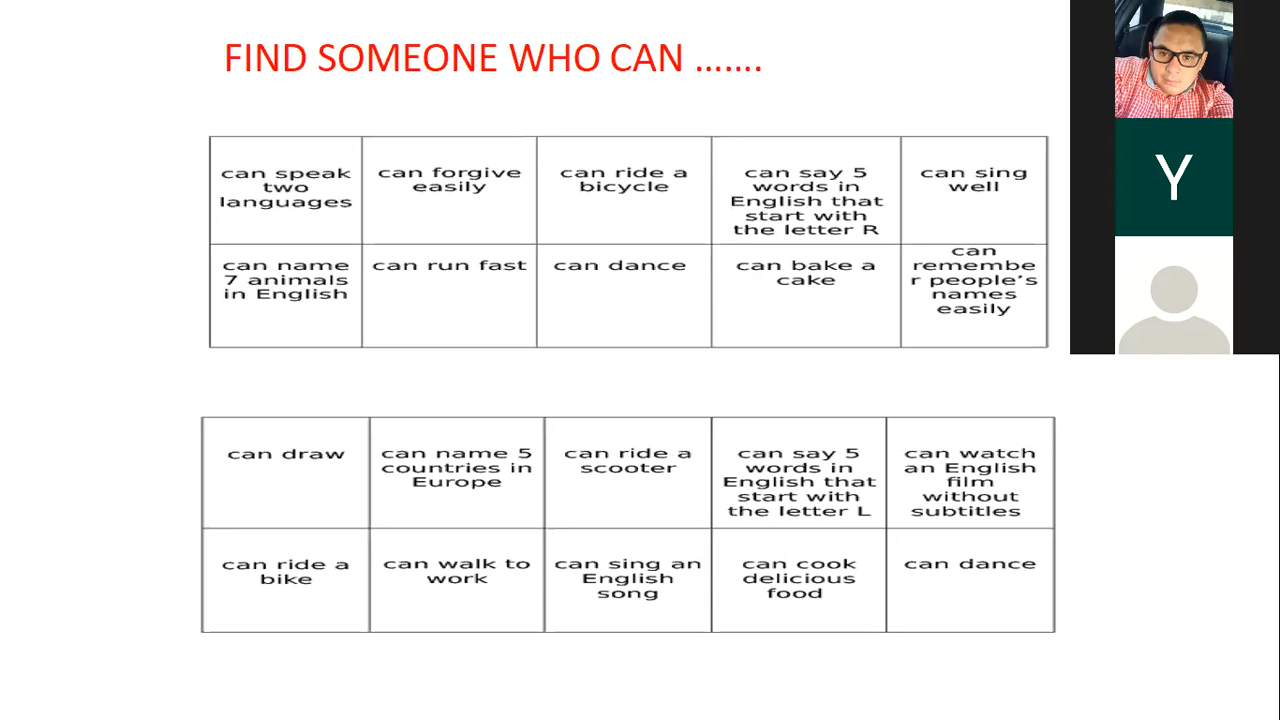 FIND SOMEONE WHO CAN .......
can speak
two
languages
can forgive
easily
can ride a
bicycle
can say 5
words in
English that
start with
the letter R
can sing
well
can name
7 animals
in English
can run fast
can dance
can bake a
cake
can
remembe
r people's
names
easily
can draw
can name 5
countries in
Europe
can ride a
scooter
can say 5
words in
English that
start with
the letter L
can watch
an English
film
without
subtitles
can ride a
bike
can walk to
work
can sing an
English
song
can cook
delicious
food
can dance
Y